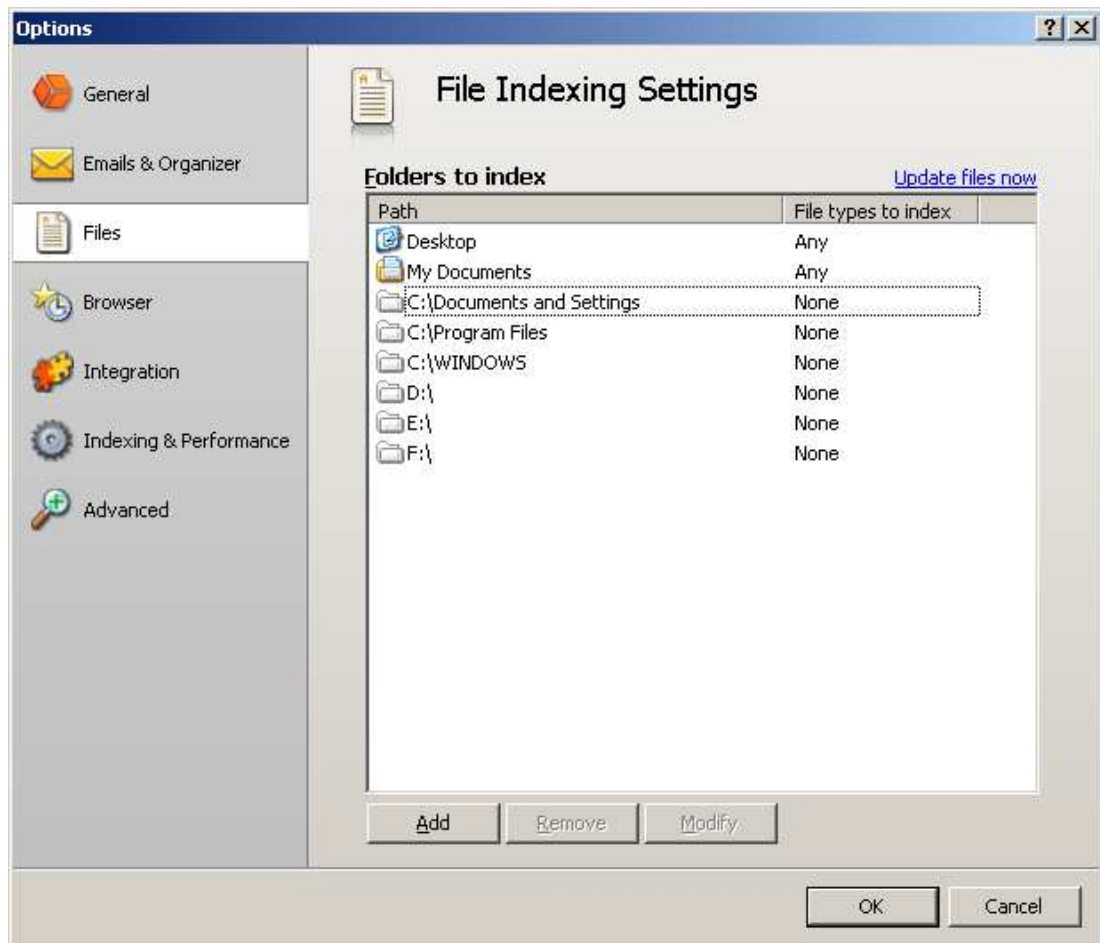 Options
General
Emails & Organizer
Files
Browser
Integration
Indexing & Performance
Advanced
File Indexing Settings
Folders to index
Update files now
Path File types to index
Desktop Any
My Documents Any
C:\Documents and Settings None
C:\Program Files None
C:\WINDOWS None
D:\ None
E:\ None
F:\ None
Add Remove Modify
OK Cancel